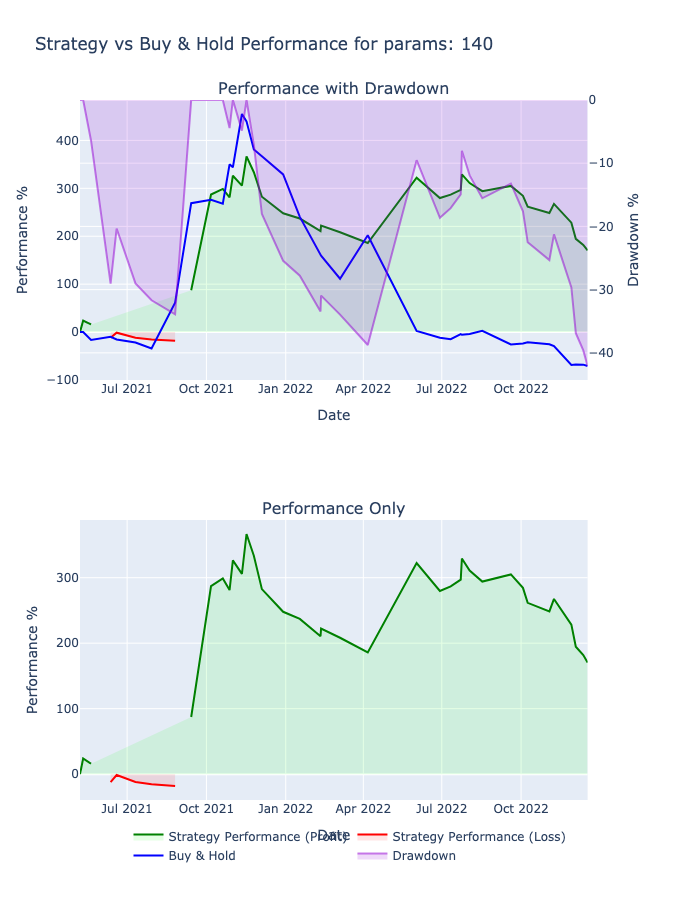 Strategy vs Buy & Hold Performance for params: 140
Performance with Drawdown
400
300
200
100
0
−100
Performance %
0
−10
−20
−30
−40
Drawdown %
Jul 2021 Oct 2021 Jan 2022 Apr 2022 Jul 2022 Oct 2022
Date
Performance Only
300
200
100
0
Performance %
Jul 2021 Oct 2021 Jan 2022 Apr 2022 Jul 2022 Oct 2022
Date
Strategy Performance (Profit) Strategy Performance (Loss)
Buy & Hold Drawdown